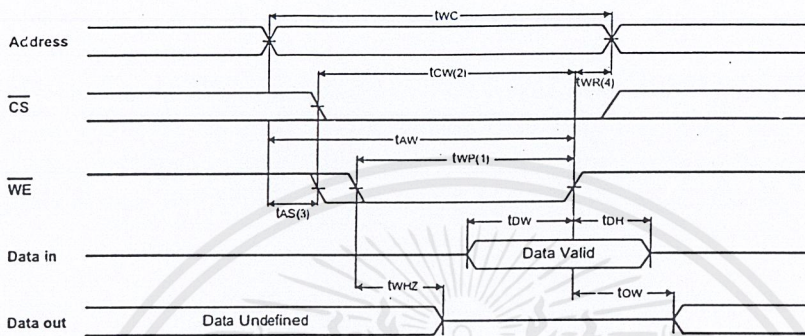 tWC
Address
tCW(2)
tWR(4)
CS
tAW
tWP(1)
WE
tAS(3)
tDW
tDH
Data in
Data Valid
tWHZ
tOW
Data out
Data Undefined